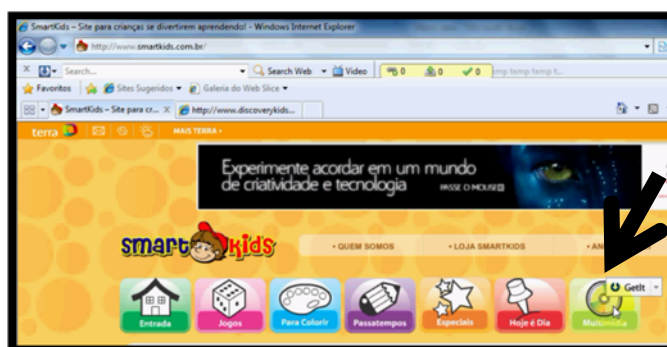 SmartKids – Site para crianças se divertirem aprendendo! - Windows Internet Explorer
http://www.smartkids.com.br/
Search... Search Web Video 0 0 0
Favoritos Sites Sugeridos Galeria do Web Slice
SmartKids – Site para cr... X http://www.discoverykids...
terra MAIS TERRA
Experimente acordar em um mundo
de criatividade e tecnologia PASSE O MOUSE
smart kids
• QUEM SOMOS • LOJA SMARTKIDS
GetIt
Entrada Jogos Para Colorir Passatempos Especiais Hoje é Dia Multimídia